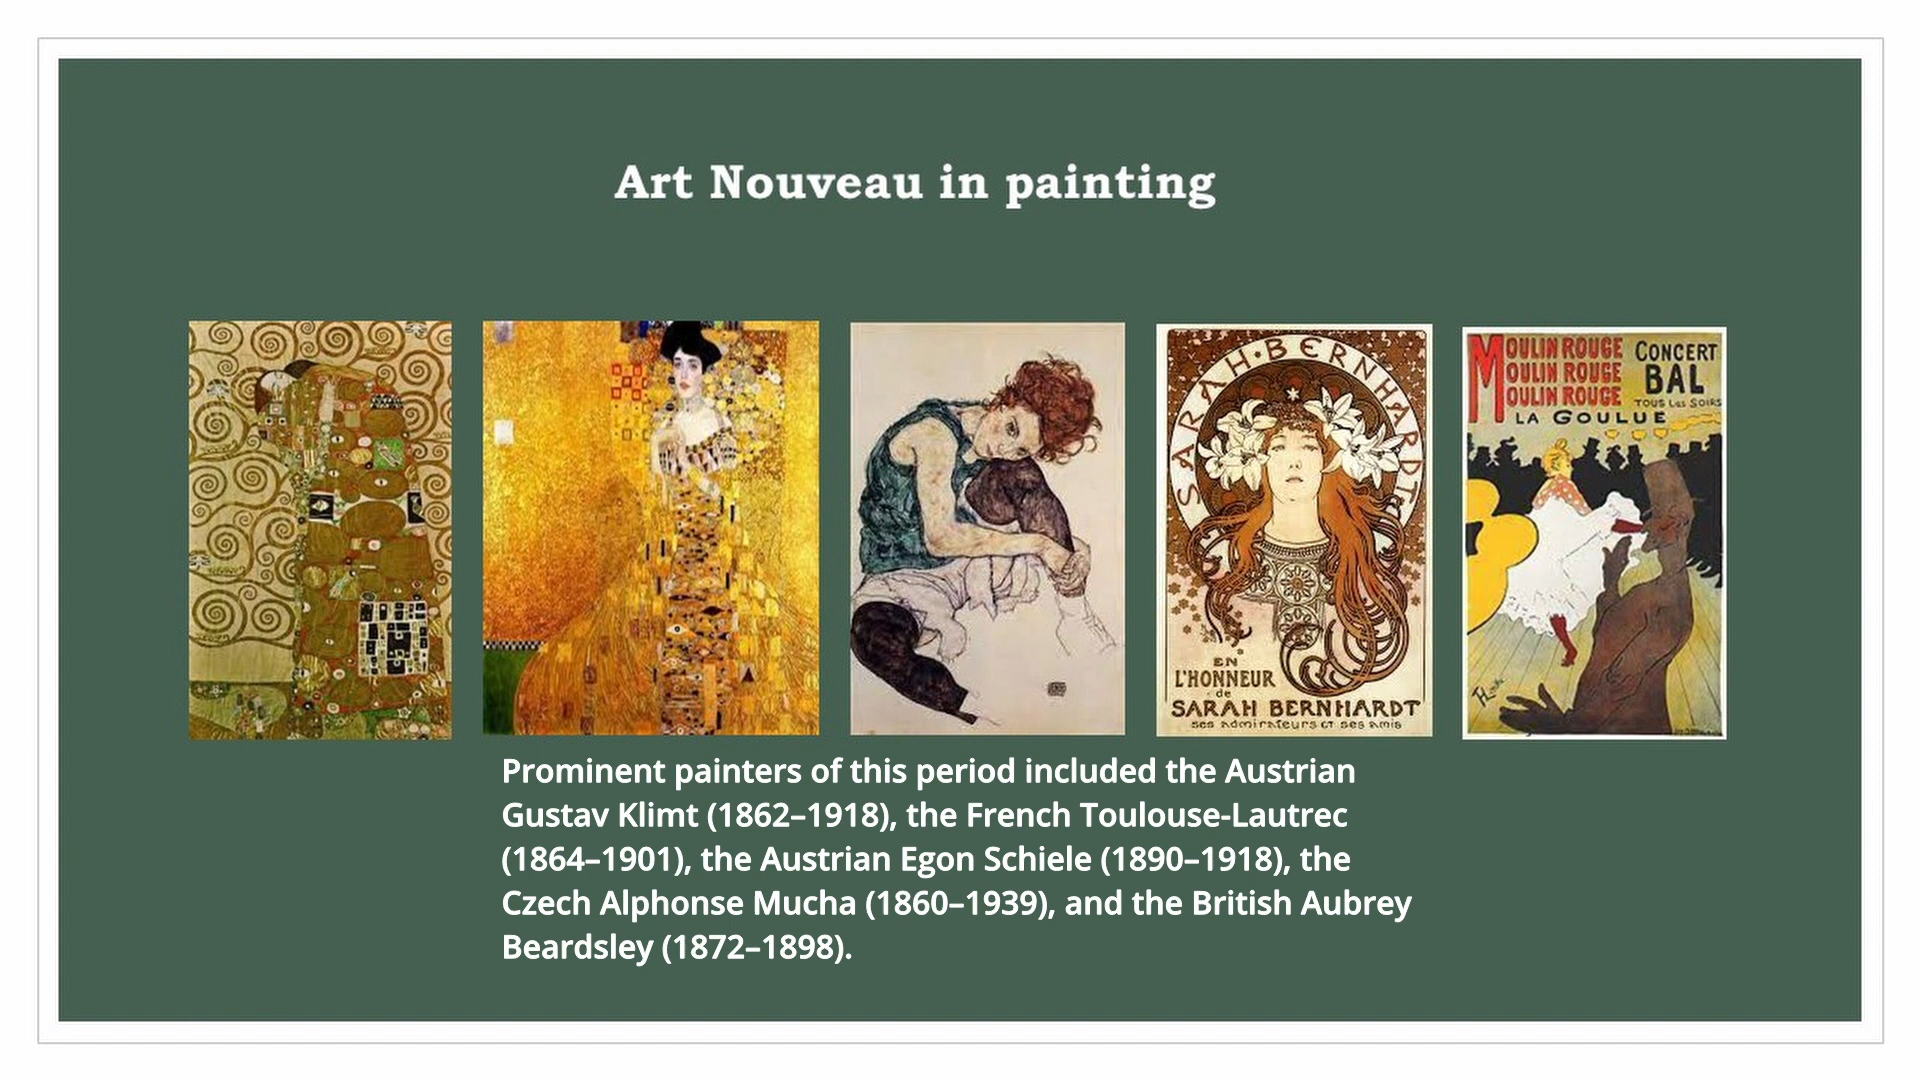 Art Nouveau in painting
SARAH·BERNHARDT
EN
L'HONNEUR
de
SARAH BERNHARDT
ses admirateurs et ses amis
MOULIN ROUGE
MOULIN ROUGE
MOULIN ROUGE
CONCERT
BAL
TOUS LES SOIRS
LA GOULUE
Prominent painters of this period included the Austrian
Gustav Klimt (1862–1918), the French Toulouse-Lautrec
(1864–1901), the Austrian Egon Schiele (1890–1918), the
Czech Alphonse Mucha (1860–1939), and the British Aubrey
Beardsley (1872–1898).